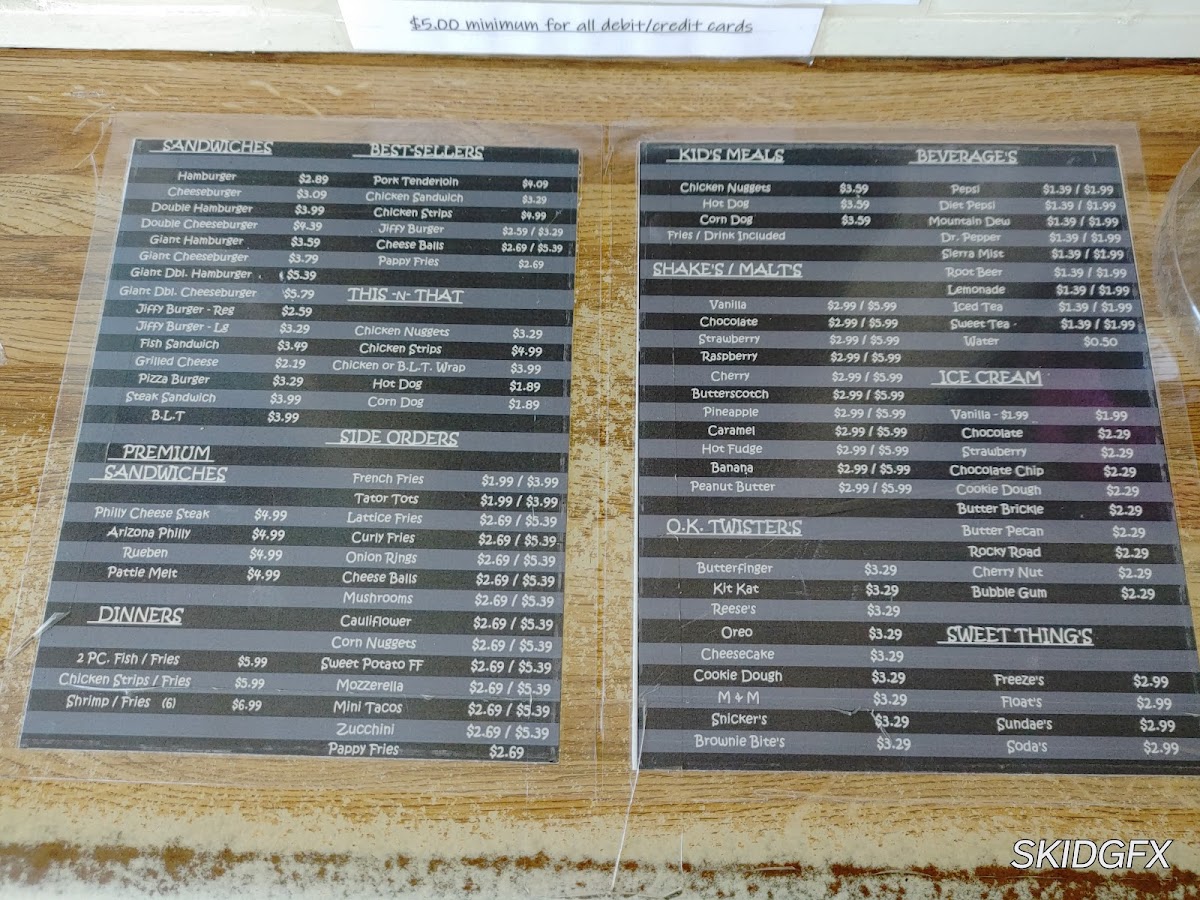 $5.00 minimum for all debit/credit cards
SANDWICHES
Hamburger $2.89
Cheeseburger $3.09
Double Hamburger $3.99
Double Cheeseburger $4.39
Giant Hamburger $3.59
Giant Cheeseburger $3.79
Giant Dbl. Hamburger $5.39
Giant Dbl. Cheeseburger $5.79
Jiffy Burger - Reg $2.59
Jiffy Burger - Lg $3.29
Fish Sandwich $3.49
Grilled Cheese $2.19
Pizza Burger $3.29
Steak Sandwich $3.99
B.L.T $3.99
PREMIUM
SANDWICHES
Philly Cheese Steak $4.99
Arizona Philly $4.99
Rueben $4.99
Pattie Melt $4.99
DINNERS
2 PC. Fish / Fries $5.99
Chicken Strips / Fries $5.99
Shrimp / Fries (6) $6.99
BEST-SELLERS
Pork Tenderloin $4.09
Chicken Sandwich $3.29
Chicken Strips $4.99
Jiffy Burger $2.59 / $3.29
Cheese Balls $2.69 / $5.39
Pappy Fries $2.69
THIS -N- THAT
Chicken Nuggets $3.29
Chicken Strips $4.99
Chicken or B.L.T. Wrap $3.99
Hot Dog $1.89
Corn Dog $1.89
SIDE ORDERS
French Fries $1.99 / $3.99
Tator Tots $1.99 / $3.99
Lattice Fries $2.69 / $5.39
Curly Fries $2.69 / $5.39
Onion Rings $2.69 / $5.39
Cheese Balls $2.69 / $5.39
Mushrooms $2.69 / $5.39
Cauliflower $2.69 / $5.39
Corn Nuggets $2.69 / $5.39
Sweet Potato FF $2.69 / $5.39
Mozzerella $2.69 / $5.39
Mini Tacos $2.69 / $5.39
Zucchini $2.69 / $5.39
Pappy Fries $2.69
KID'S MEALS
Chicken Nuggets $3.59
Hot Dog $3.59
Corn Dog $3.59
Fries / Drink Included
SHAKE'S / MALT'S
Vanilla $2.99 / $5.99
Chocolate $2.99 / $5.99
Strawberry $2.99 / $5.99
Raspberry $2.99 / $5.99
Cherry $2.99 / $5.99
Butterscotch $2.99 / $5.99
Pineapple $2.99 / $5.99
Caramel $2.99 / $5.99
Hot Fudge $2.99 / $5.99
Banana $2.99 / $5.99
Peanut Butter $2.99 / $5.99
O.K. TWISTER'S
Butterfinger $3.29
Kit Kat $3.29
Reese's $3.29
Oreo $3.29
Cheesecake $3.29
Cookie Dough $3.29
M & M $3.29
Snicker's $3.29
Brownie Bite's $3.29
BEVERAGE'S
Pepsi $1.39 / $1.99
Diet Pepsi $1.39 / $1.99
Mountain Dew $1.39 / $1.99
Dr. Pepper $1.39 / $1.99
Sierra Mist $1.39 / $1.99
Root Beer $1.39 / $1.99
Lemonade $1.39 / $1.99
Iced Tea $1.39 / $1.99
Sweet Tea $1.39 / $1.99
Water $0.50
ICE CREAM
Vanilla - $1.99 $1.99
Chocolate $2.29
Strawberry $2.29
Chocolate Chip $2.29
Cookie Dough $2.29
Butter Brickle $2.29
Butter Pecan $2.29
Rocky Road $2.29
Cherry Nut $2.29
Bubble Gum $2.29
SWEET THING'S
Freeze's $2.99
Float's $2.99
Sundae's $2.99
Soda's $2.99
SKIDGFX